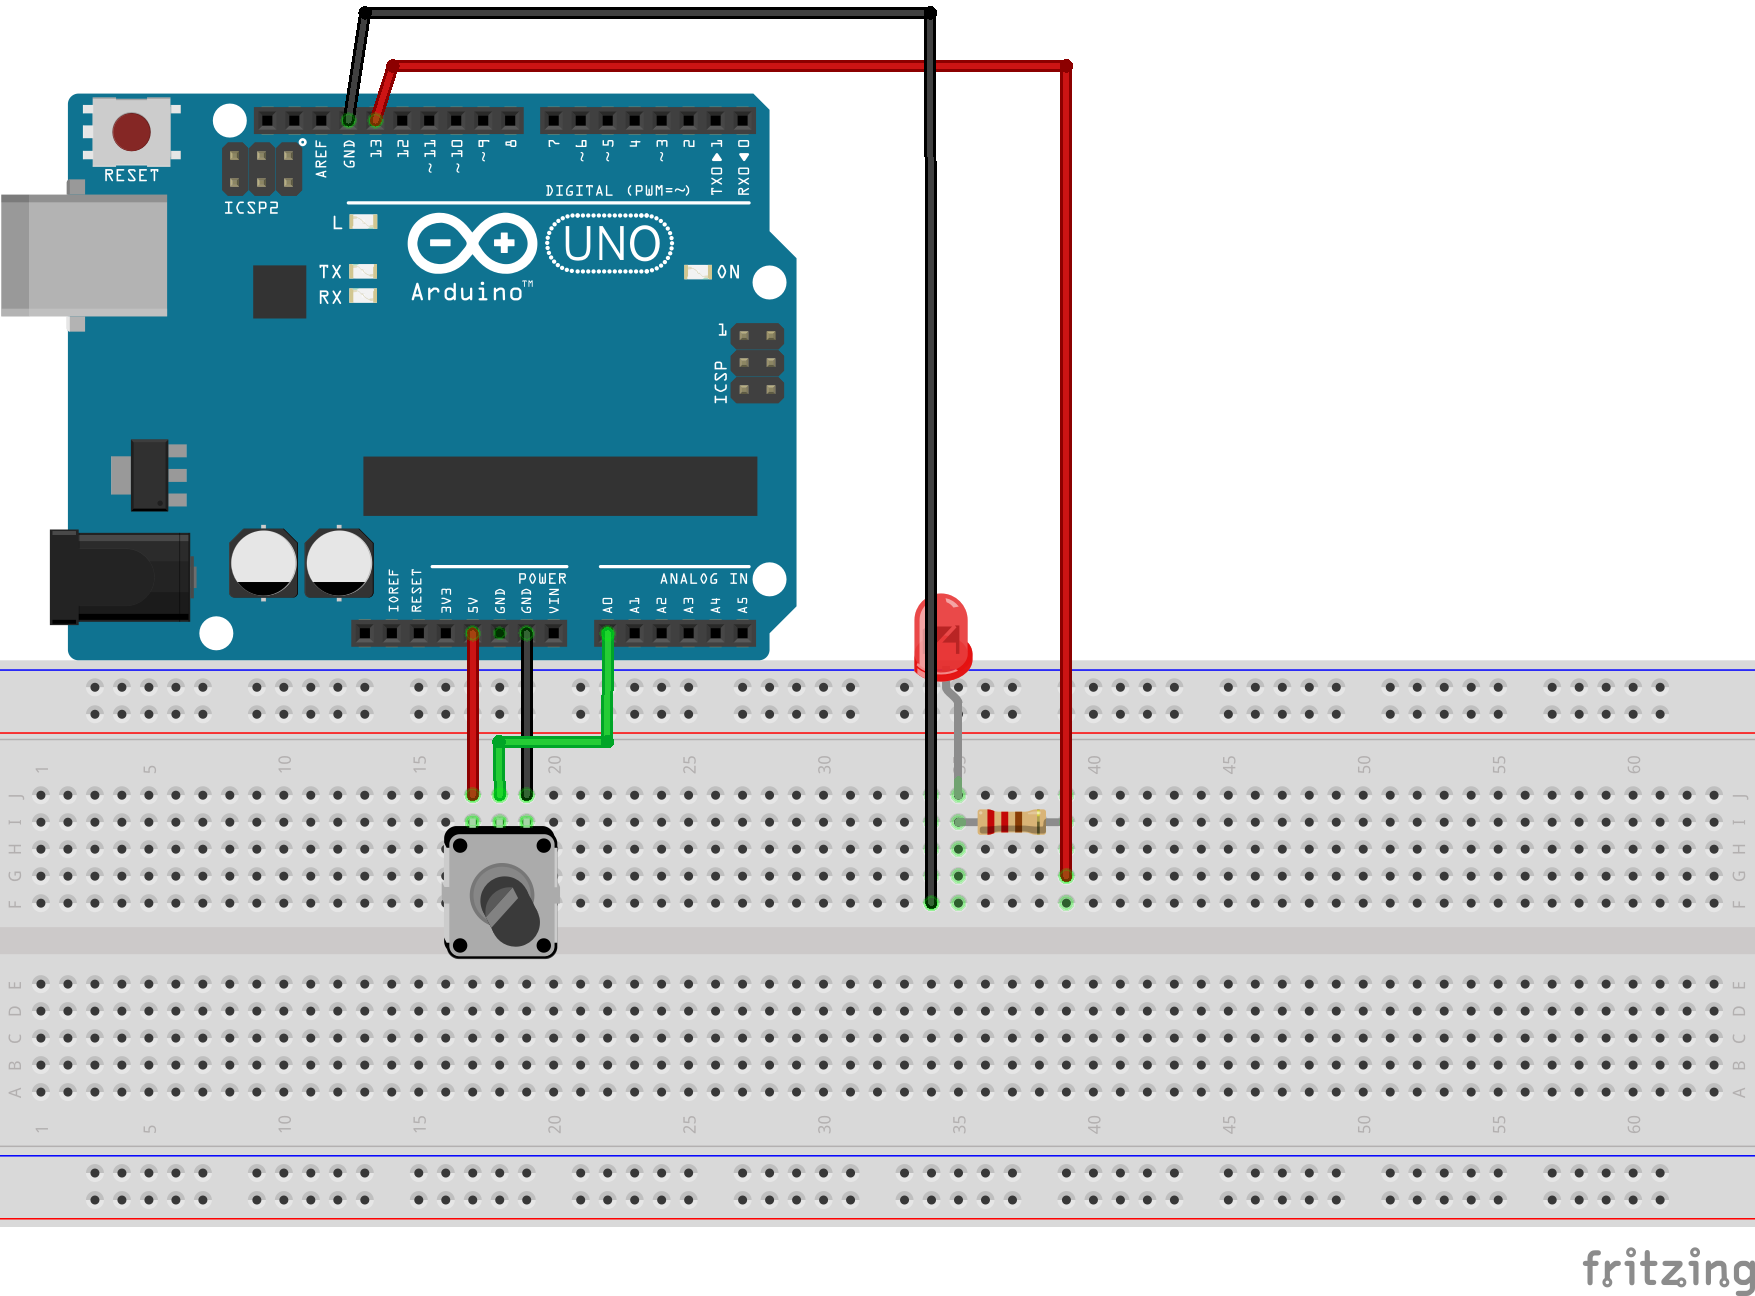 RESET
ICSP2
AREF
GND
13
12
~11
~10
~9
8
7
~6
~5
4
~3
2
TXO▶1
RXO◀0
DIGITAL (PWM=~)
L
TX
RX
UNO
Arduino™
ON
1
ICSP
IOREF
RESET
3V3
5V
GND
GND
VIN
POWER
A0
A1
A2
A3
A4
A5
ANALOG IN
1 5 10 15 20 25 30 35 40 45 50 55 60
J J
I I
H H
G G
F F
E E
D D
C C
B B
A A
1 5 10 15 20 25 30 35 40 45 50 55 60
fritzing